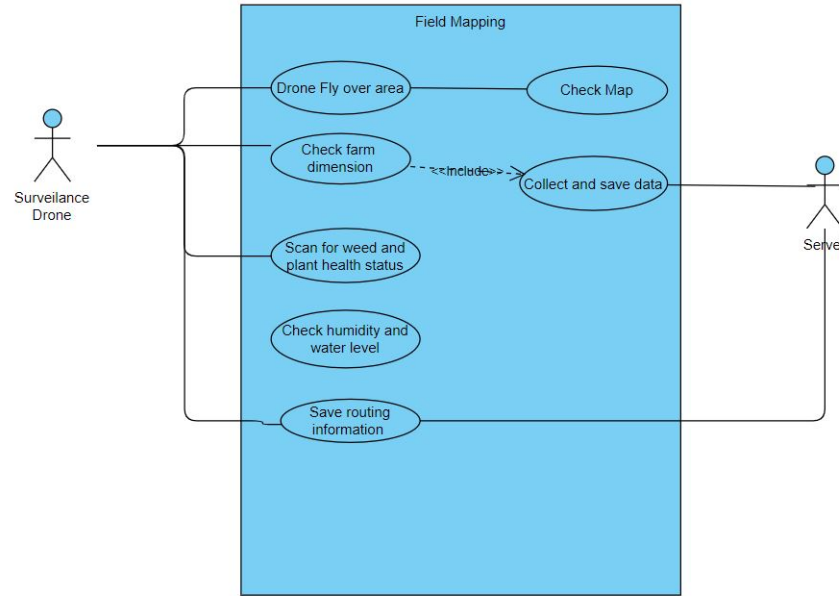 Field Mapping
Drone Fly over area
Check Map
Check farm
dimension
<<Include>>
Collect and save data
Surveilance
Drone
Serve
Scan for weed and
plant health status
Check humidity and
water level
Save routing
information